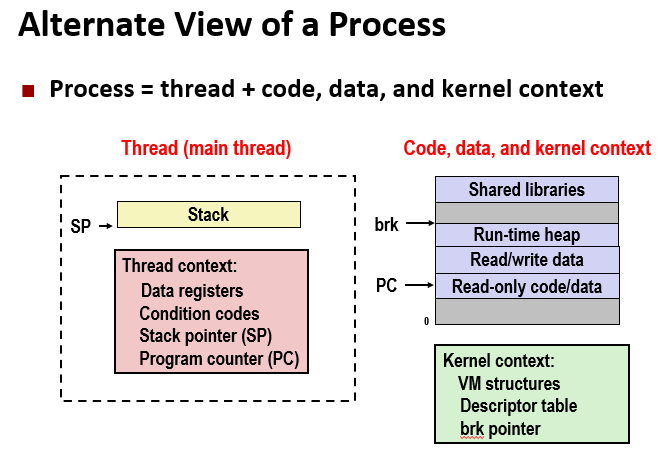 Alternate View of a Process
Process = thread + code, data, and kernel context
Thread (main thread)
SP
Stack
Thread context:
Data registers
Condition codes
Stack pointer (SP)
Program counter (PC)
Code, data, and kernel context
Shared libraries
brk
Run-time heap
Read/write data
PC
Read-only code/data
0
Kernel context:
VM structures
Descriptor table
brk pointer